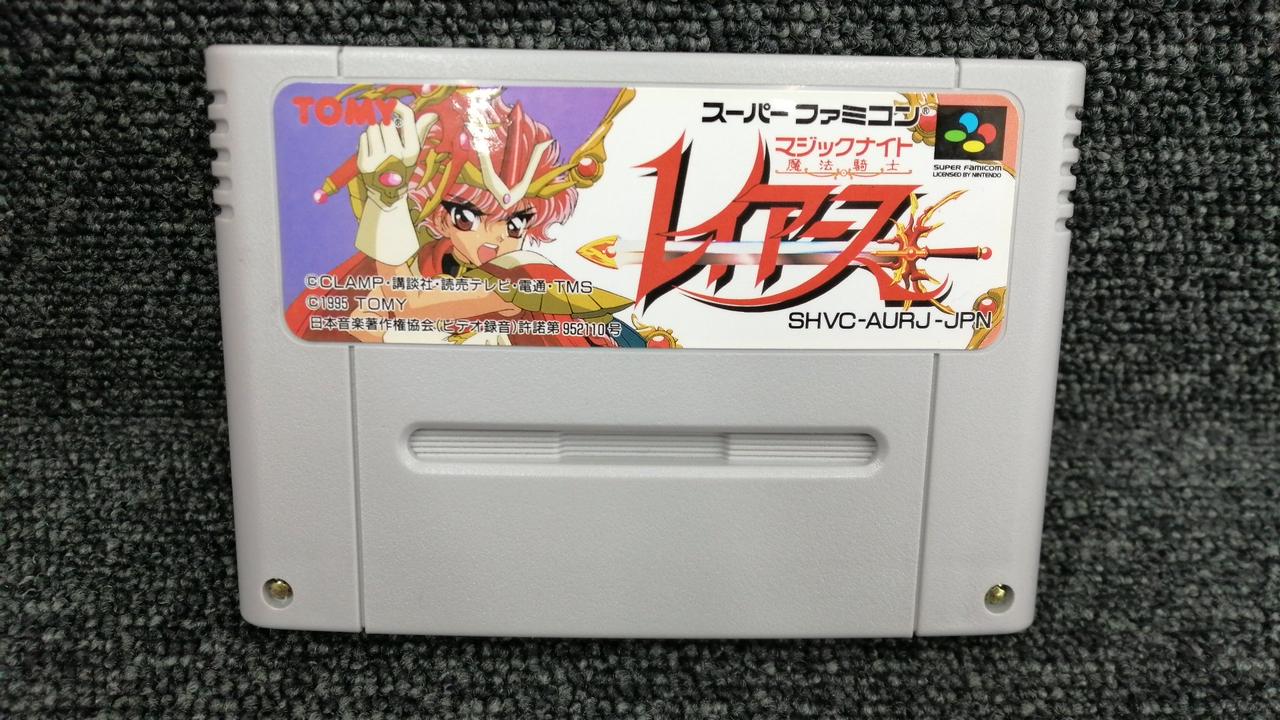 TOMY®
スーパーファミコン®
マジックナイト
魔法騎士
レイアース
SUPER FAMICOM
LICENSED BY NINTENDO
©CLAMP・講談社・読売テレビ・電通・TMS
©1995 TOMY
日本音楽著作権協会(ビデオ録音)許諾第952110号
SHVC-AURJ-JPN